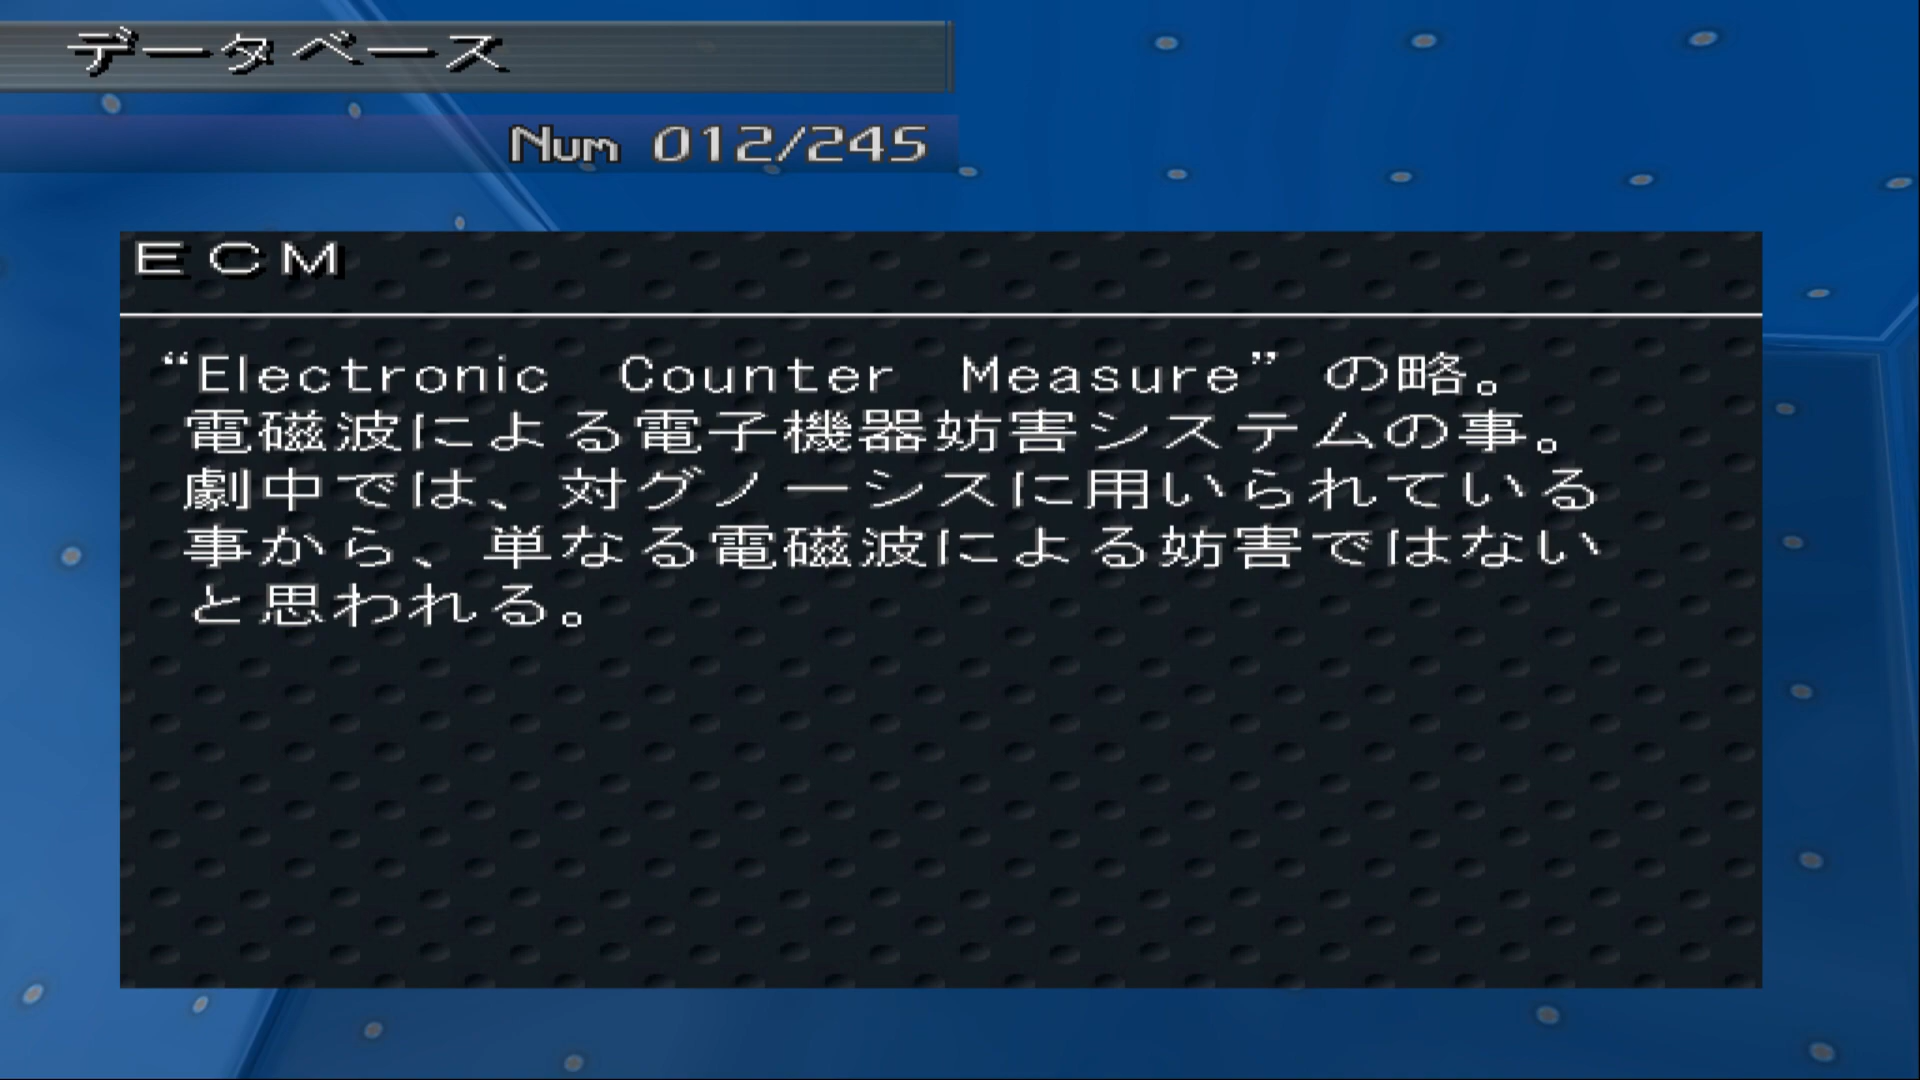 データベース
Num 012/245
ＥＣＭ
“Electronic　Counter　Measure”の略。
電磁波による電子機器妨害システムの事。
劇中では、対グノーシスに用いられている
事から、単なる電磁波による妨害ではない
と思われる。